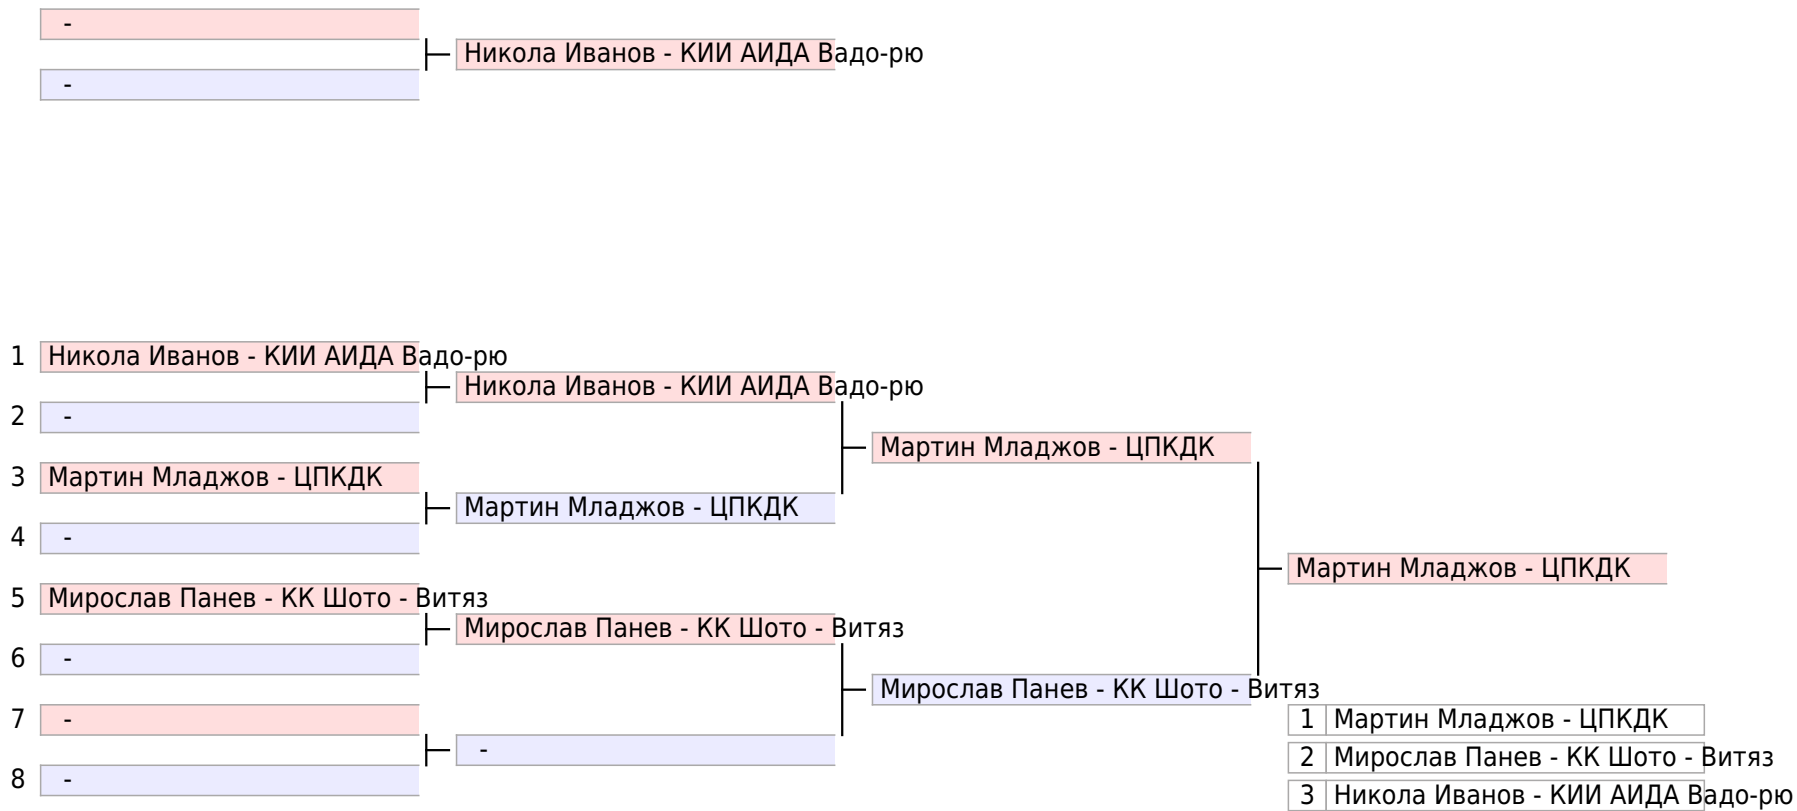 -
Никола Иванов - КИИ АИДА Вадо-рю
-
1 Никола Иванов - КИИ АИДА Вадо-рю
Никола Иванов - КИИ АИДА Вадо-рю
2 -
Мартин Младжов - ЦПКДК
3 Мартин Младжов - ЦПКДК
Мартин Младжов - ЦПКДК
4 -
Мартин Младжов - ЦПКДК
5 Мирослав Панев - КК Шото - Витяз
Мирослав Панев - КК Шото - Витяз
6 -
Мирослав Панев - КК Шото - Витяз
7 -
-
8 -
1 Мартин Младжов - ЦПКДК
2 Мирослав Панев - КК Шото - Витяз
3 Никола Иванов - КИИ АИДА Вадо-рю